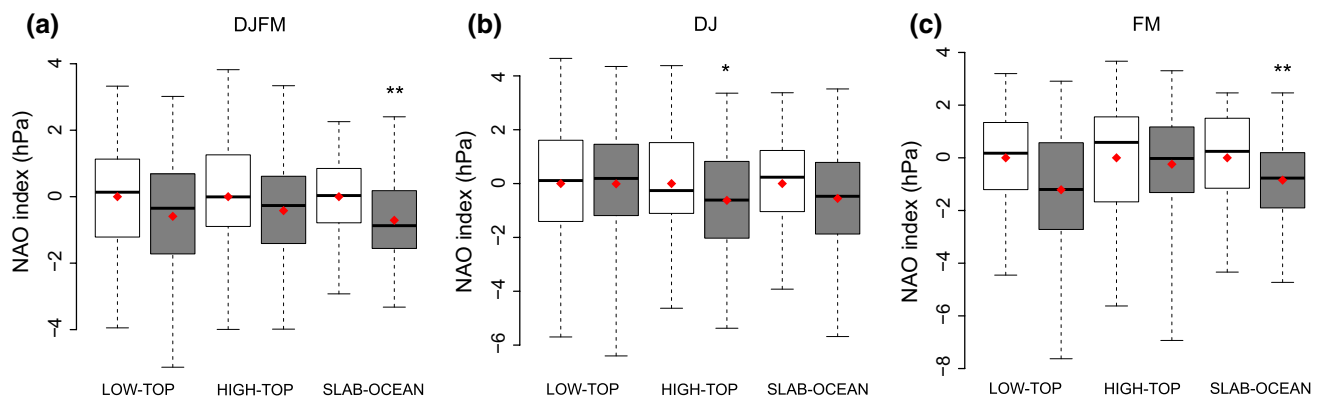 (a) DJFM
NAO index (hPa)
4
2
0
−2
−4
**
LOW-TOP HIGH-TOP SLAB-OCEAN
(b) DJ
NAO index (hPa)
4
2
0
−2
−4
−6
*
LOW-TOP HIGH-TOP SLAB-OCEAN
(c) FM
NAO index (hPa)
4
2
0
−2
−4
−6
−8
**
LOW-TOP HIGH-TOP SLAB-OCEAN